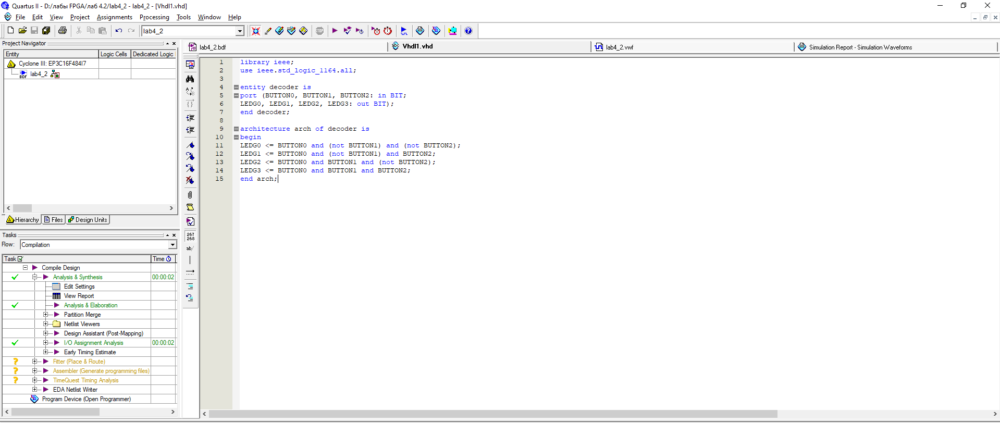 Quartus II - D:/лабы FPGA/лаб 4.2/lab4_2 - lab4_2 - [Vhdl1.vhd]
File Edit View Project Assignments Processing Tools Window Help
lab4_2
STOP
Project Navigator
Entity Logic Cells Dedicated Logic
Cyclone III: EP3C16F484I7
BDF lab4_2
Hierarchy Files Design Units
Tasks
Flow: Compilation
Task Time
Compile Design
Analysis & Synthesis 00:00:02
Edit Settings
View Report
Analysis & Elaboration
Partition Merge
Netlist Viewers
Design Assistant (Post-Mapping)
I/O Assignment Analysis 00:00:02
Early Timing Estimate
Fitter (Place & Route)
Assembler (Generate programming files)
TimeQuest Timing Analysis
EDA Netlist Writer
Program Device (Open Programmer)
lab4_2.bdf Vhdl1.vhd lab4_2.vwf Simulation Report - Simulation Waveforms
267
268
ab/
1 library ieee;
2 use ieee.std_logic_1164.all;
3
4 entity decoder is
5 port (BUTTON0, BUTTON1, BUTTON2: in BIT;
6 LEDG0, LEDG1, LEDG2, LEDG3: out BIT);
7 end decoder;
8
9 architecture arch of decoder is
10 begin
11 LEDG0 <= BUTTON0 and (not BUTTON1) and (not BUTTON2);
12 LEDG1 <= BUTTON0 and (not BUTTON1) and BUTTON2;
13 LEDG2 <= BUTTON0 and BUTTON1 and (not BUTTON2);
14 LEDG3 <= BUTTON0 and BUTTON1 and BUTTON2;
15 end arch;